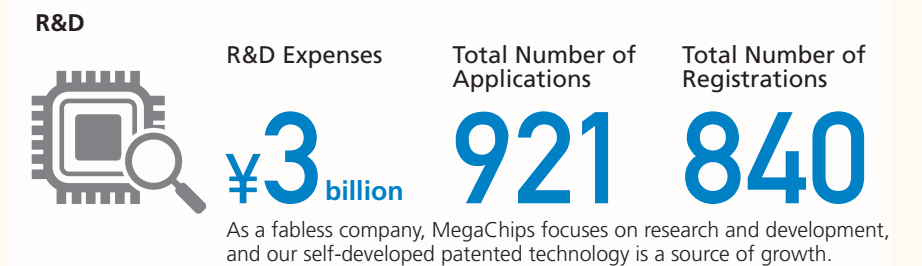 R&D
R&D Expenses
¥3 billion
Total Number of
Applications
921
Total Number of
Registrations
840
As a fabless company, MegaChips focuses on research and development,
and our self-developed patented technology is a source of growth.